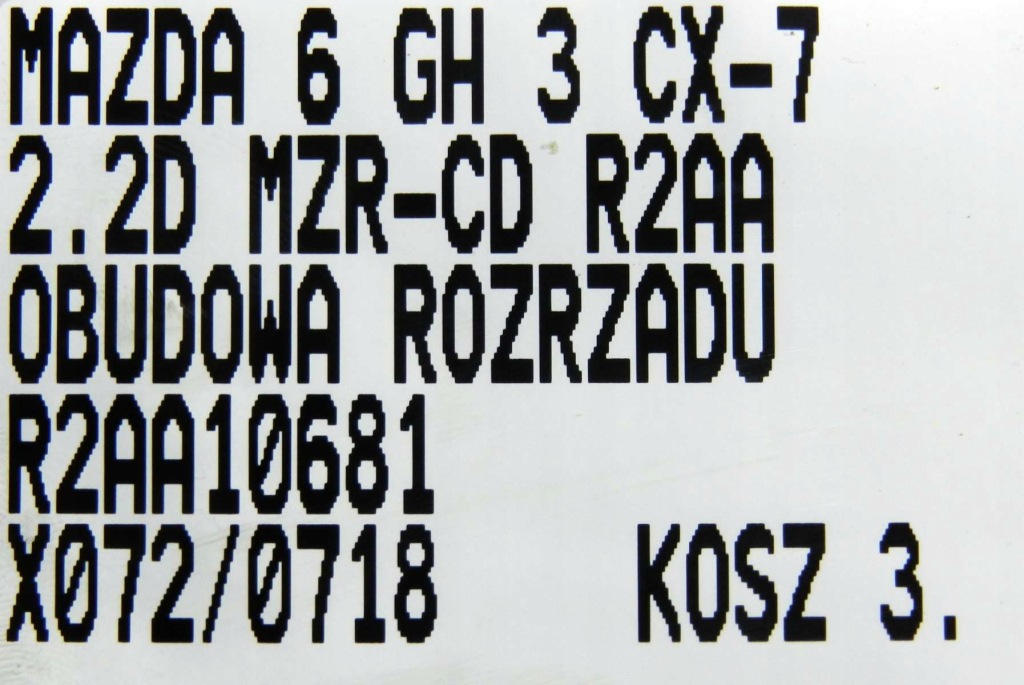 MAZDA 6 GH 3 CX-7
2.2D MZR-CD R2AA
OBUDOWA ROZRZADU
R2AA10681
X072/0718 KOSZ 3.